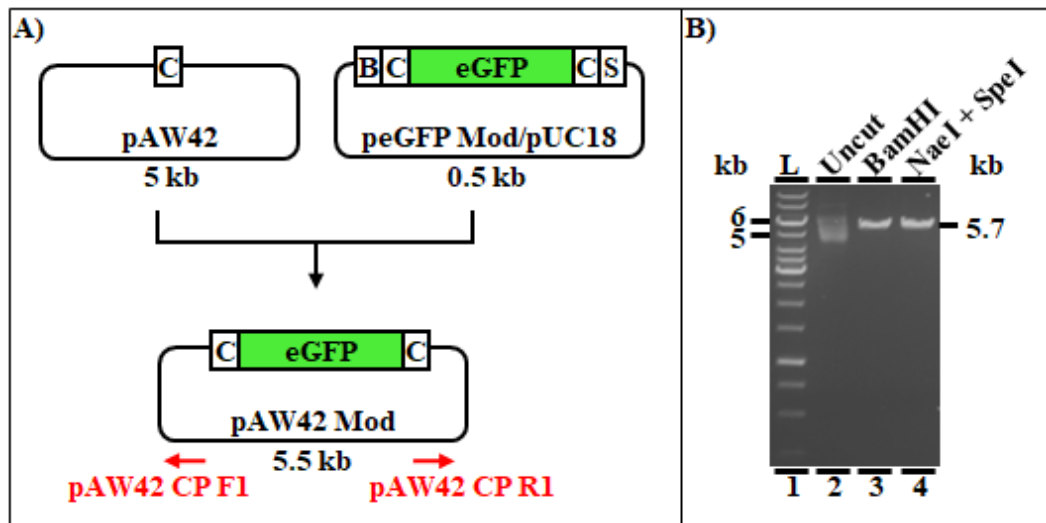 A)
C
pAW42
5 kb
B C eGFP C S
peGFP Mod/pUC18
0.5 kb
C eGFP C
pAW42 Mod
5.5 kb
pAW42 CP F1
pAW42 CP R1
B)
kb L Uncut BamHI NaeI + SpeI kb
6
5
5.7
1 2 3 4